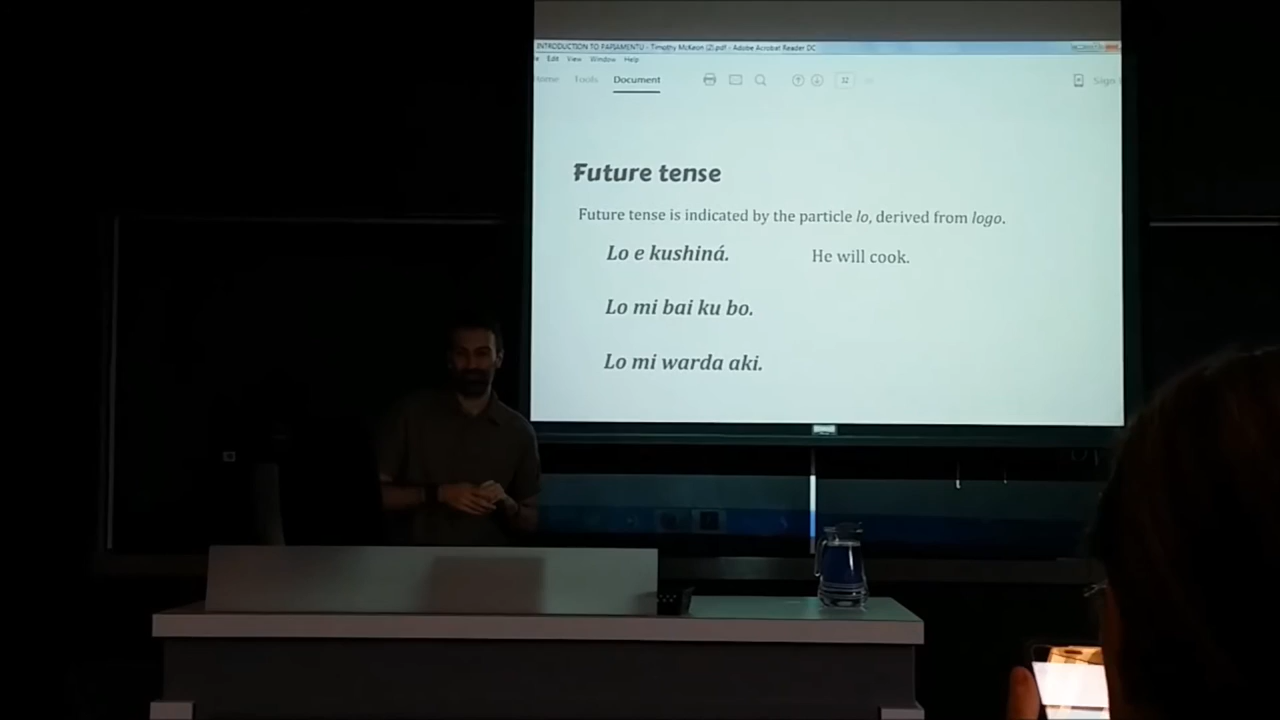 INTRODUCTION TO PAPIAMENTU - Timothy McKeon (2).pdf - Adobe Acrobat Reader DC
Edit View Window Help
Tools Document 32 Sign
Future tense
Future tense is indicated by the particle lo, derived from logo.
Lo e kushiná. He will cook.
Lo mi bai ku bo.
Lo mi warda aki.